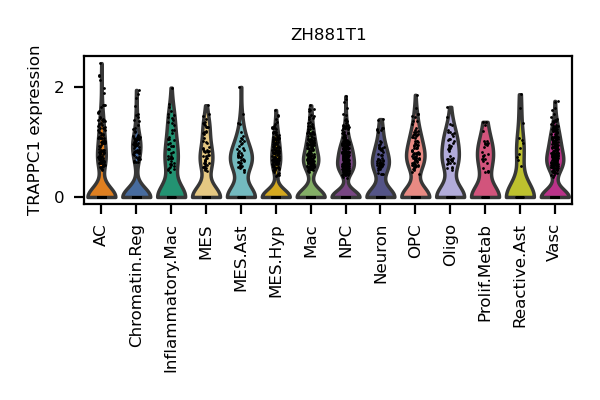 ZH881T1
TRAPPC1 expression
2
0
AC
Chromatin.Reg
Inflammatory.Mac
MES
MES.Ast
MES.Hyp
Mac
NPC
Neuron
OPC
Oligo
Prolif.Metab
Reactive.Ast
Vasc